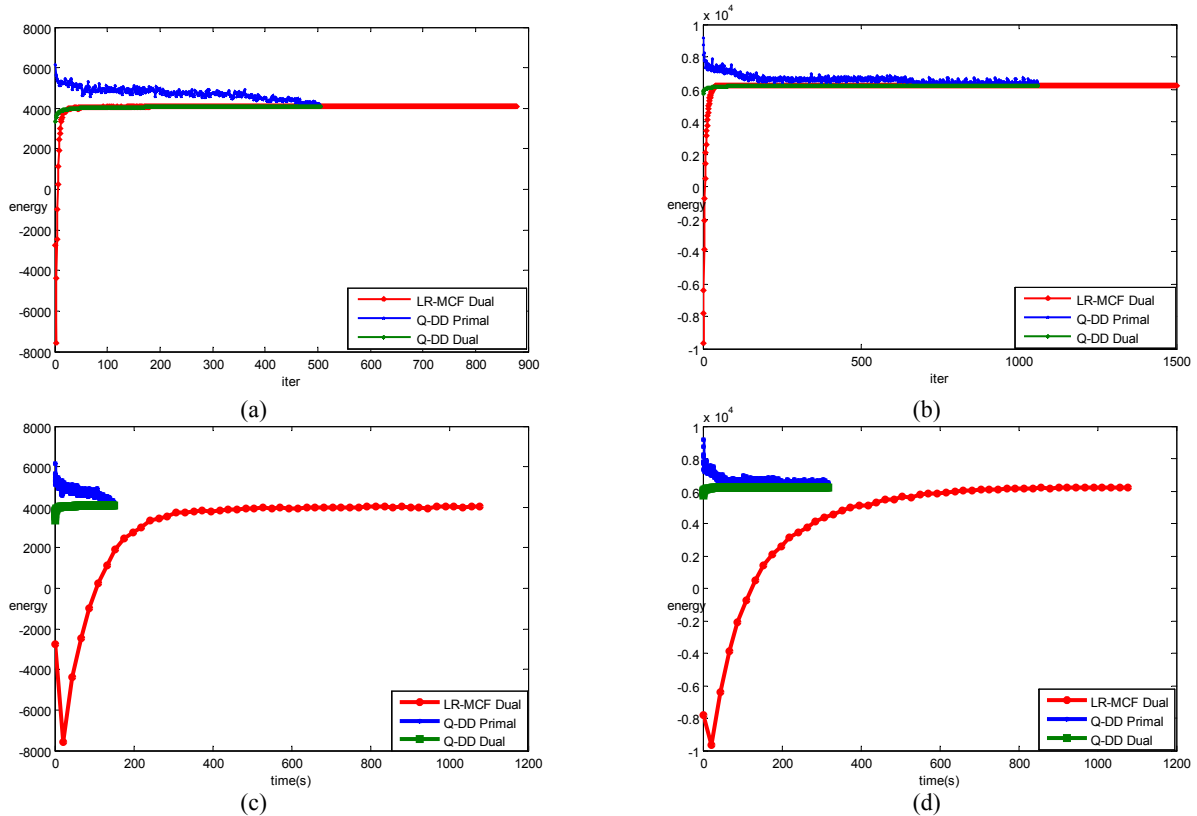 8000
6000
4000
2000
0
energy
-2000
-4000
-6000
-8000
0 100 200 300 400 500 600 700 800 900
iter
LR-MCF Dual
Q-DD Primal
Q-DD Dual
(a)
x 10^4
1
0.8
0.6
0.4
0.2
0
energy
-0.2
-0.4
-0.6
-0.8
-1
0 500 1000 1500
iter
LR-MCF Dual
Q-DD Primal
Q-DD Dual
(b)
8000
6000
4000
2000
0
energy
-2000
-4000
-6000
-8000
0 200 400 600 800 1000 1200
time(s)
LR-MCF Dual
Q-DD Primal
Q-DD Dual
(c)
x 10^4
1
0.8
0.6
0.4
0.2
0
energy
-0.2
-0.4
-0.6
-0.8
-1
0 200 400 600 800 1000 1200
time(s)
LR-MCF Dual
Q-DD Primal
Q-DD Dual
(d)